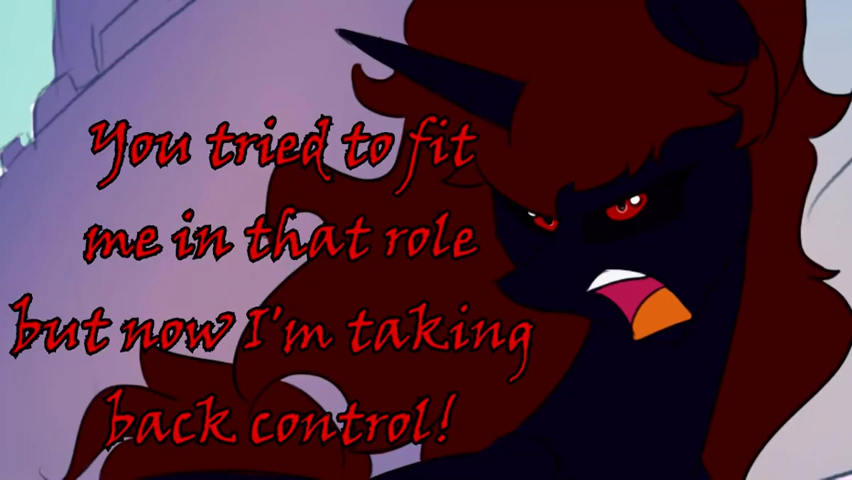 You tried to fit
me in that role
but now I'm taking
back control!